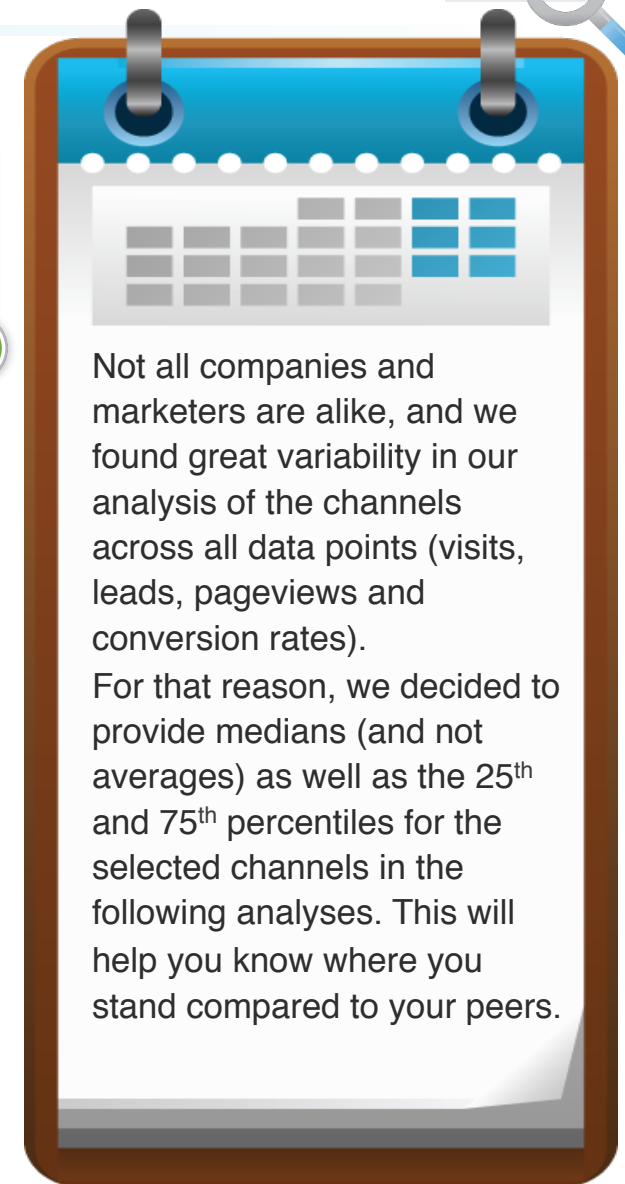 Not all companies and
marketers are alike, and we
found great variability in our
analysis of the channels
across all data points (visits,
leads, pageviews and
conversion rates).
For that reason, we decided to
provide medians (and not
averages) as well as the 25th
and 75th percentiles for the
selected channels in the
following analyses. This will
help you know where you
stand compared to your peers.